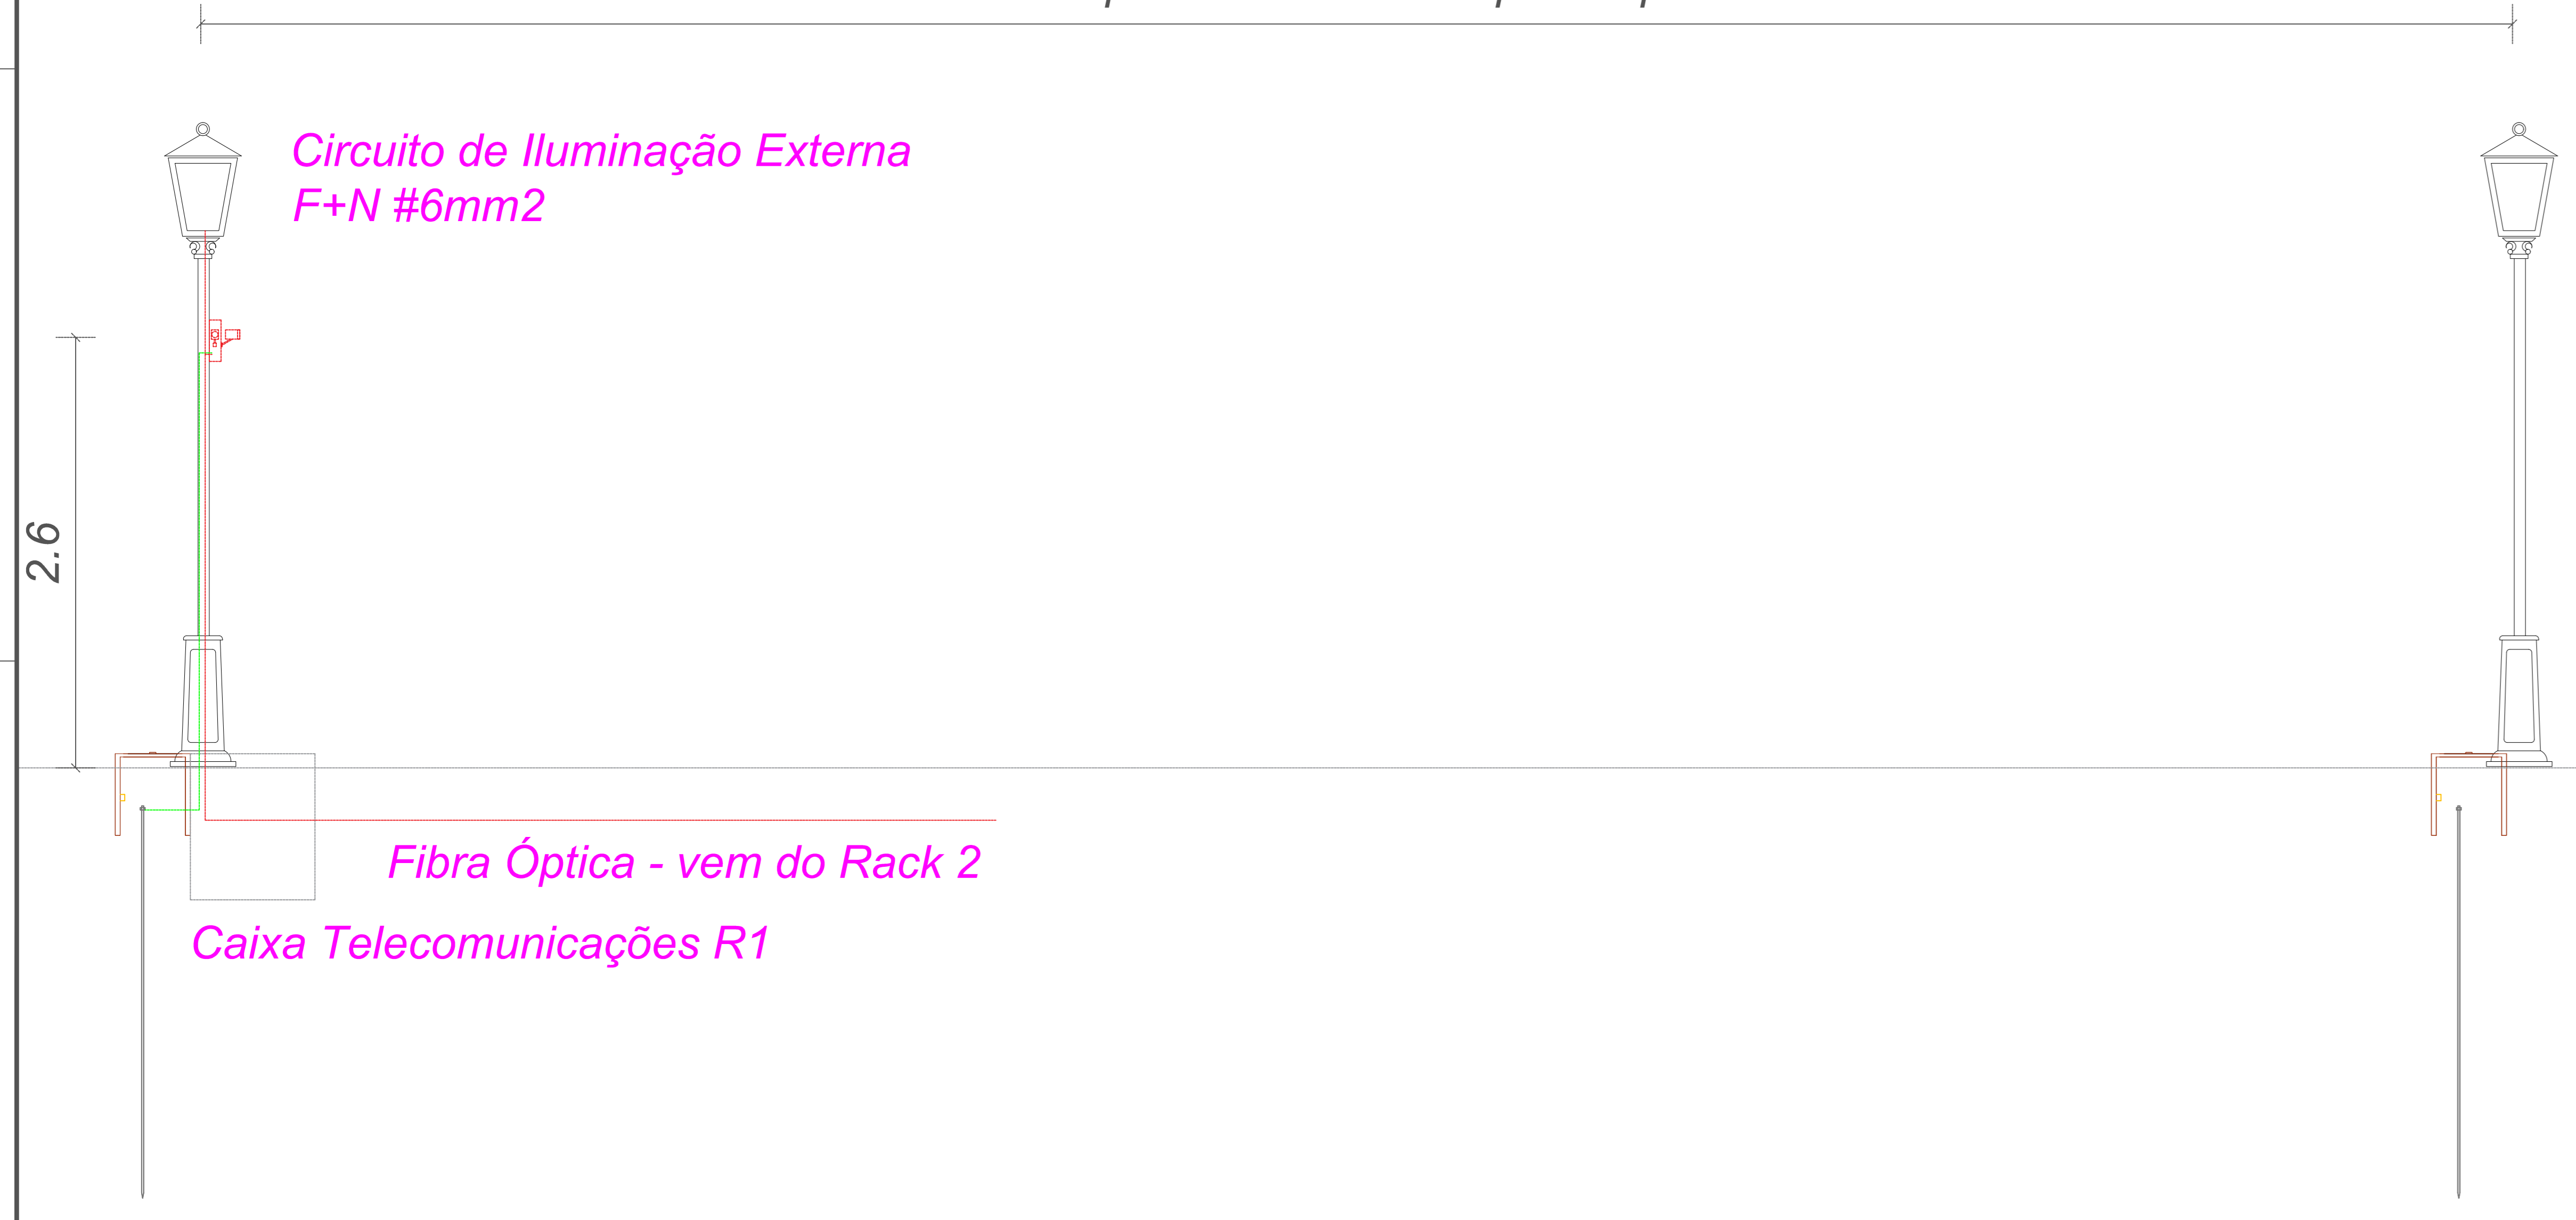 Circuito de Iluminação Externa
F+N #6mm2
2.6
Fibra Óptica - vem do Rack 2
Caixa Telecomunicações R1